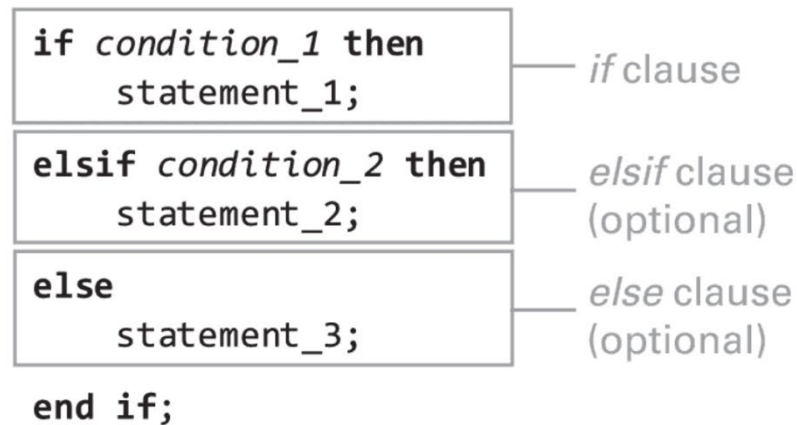 if condition_1 then
statement_1;
if clause
elsif condition_2 then
statement_2;
elsif clause
(optional)
else
statement_3;
else clause
(optional)
end if;